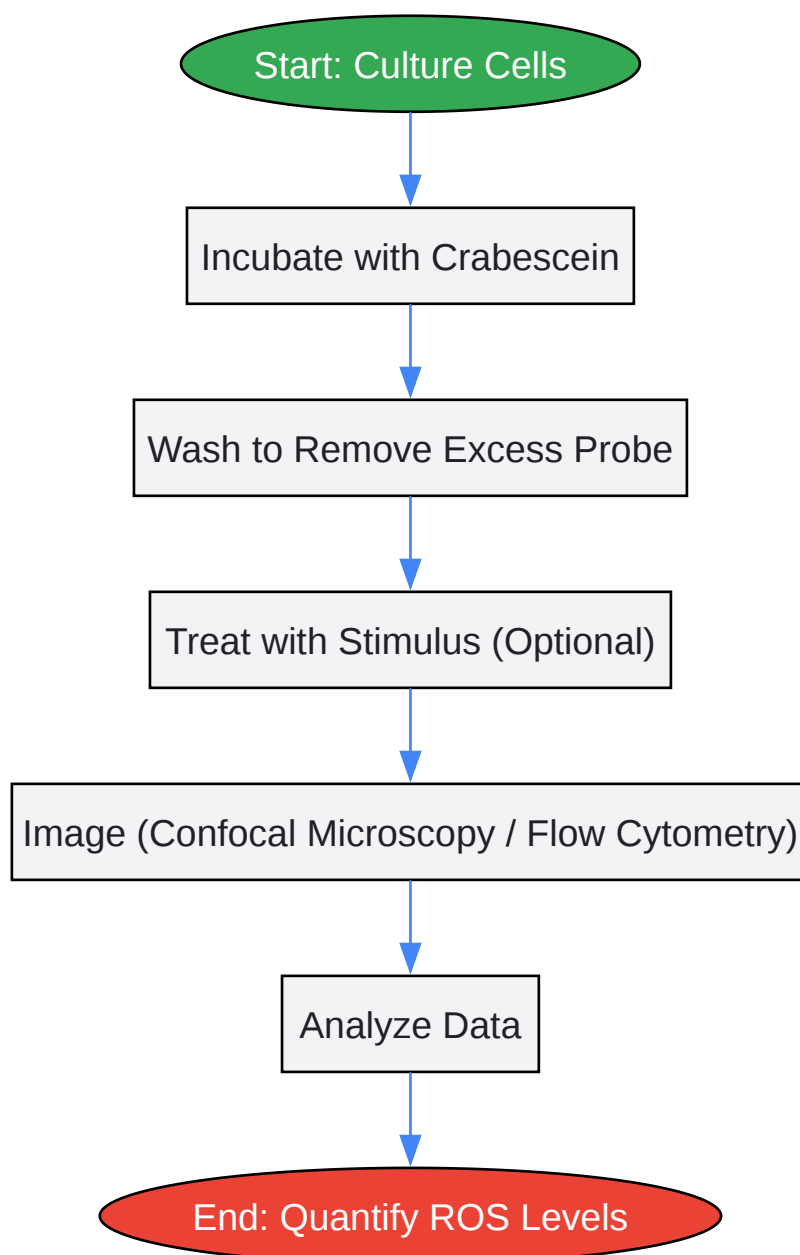 Start: Culture Cells
Incubate with Crabescein
Wash to Remove Excess Probe
Treat with Stimulus (Optional)
Image (Confocal Microscopy / Flow Cytometry)
Analyze Data
End: Quantify ROS Levels